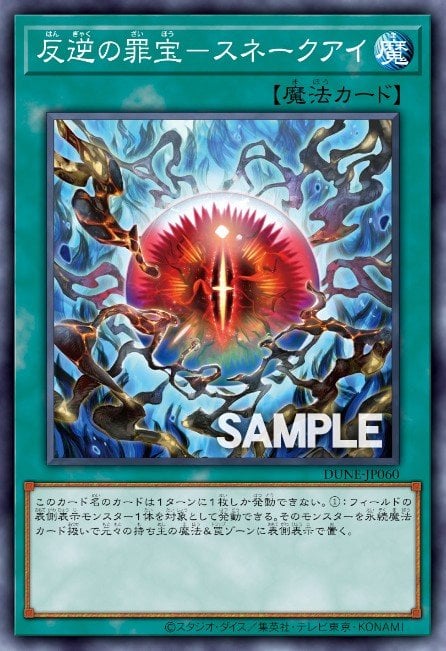 反逆の罪宝－スネークアイ 魔
【魔法カード】
SAMPLE
DUNE-JP060
このカード名のカードは１ターンに１枚しか発動できない。①：フィールドの
表側表示モンスター１体を対象として発動できる。そのモンスターを永続魔法
カード扱いで元々の持ち主の魔法＆罠ゾーンに表側表示で置く。
©スタジオ・ダイス／集英社・テレビ東京・KONAMI